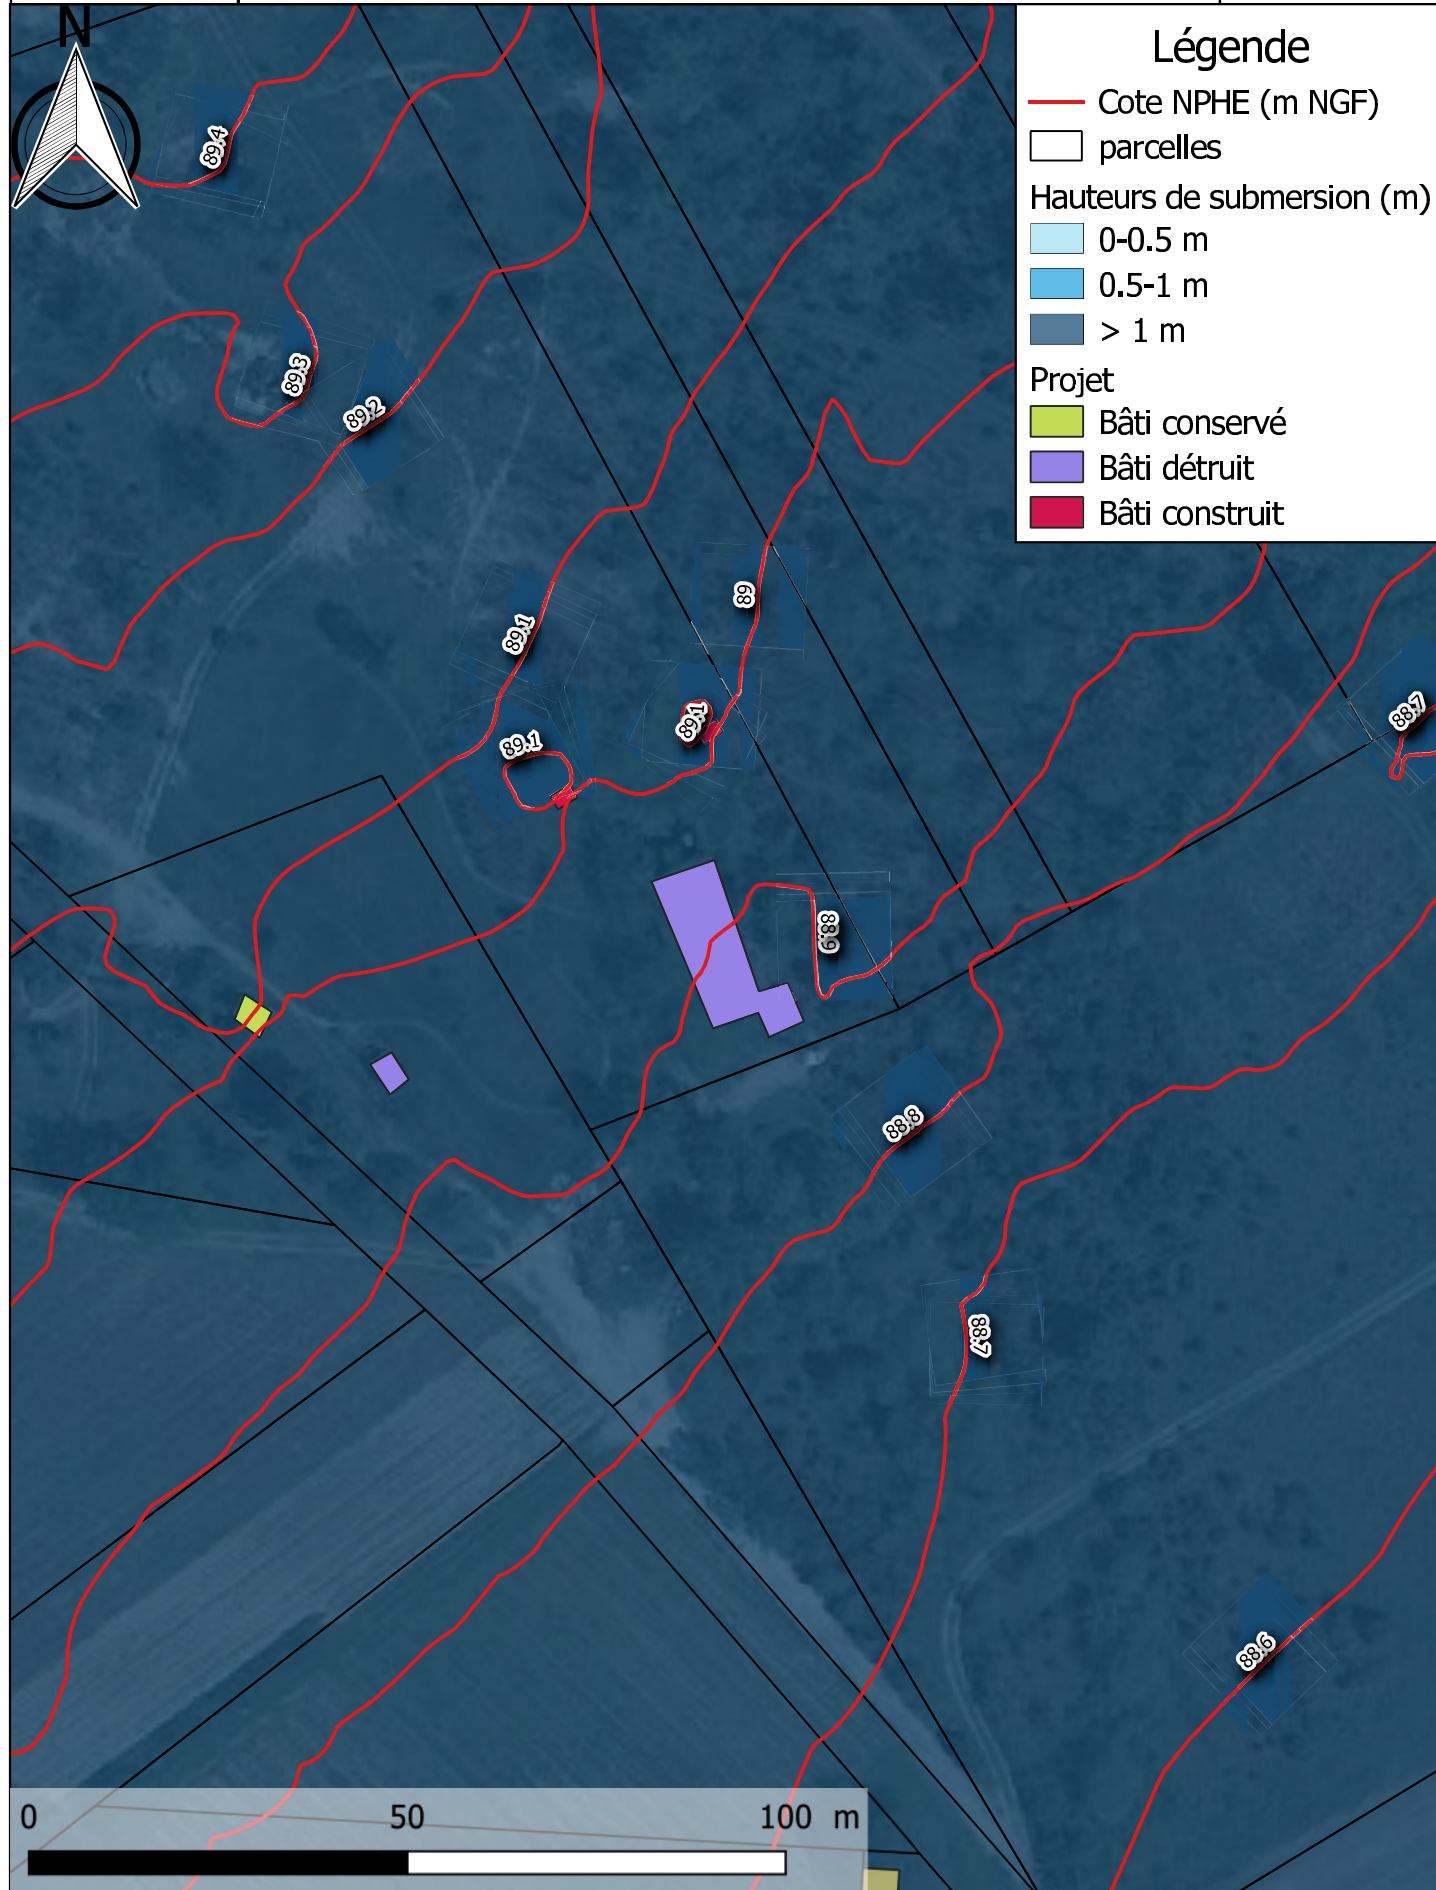 N
Légende
Cote NPHE (m NGF)
parcelles
Hauteurs de submersion (m)
0-0.5 m
0.5-1 m
> 1 m
Projet
Bâti conservé
Bâti détruit
Bâti construit
89.4
89.3
89.2
89.1
89
89.1
89.1
88.7
88.9
88.8
88.7
88.6
0 50 100 m